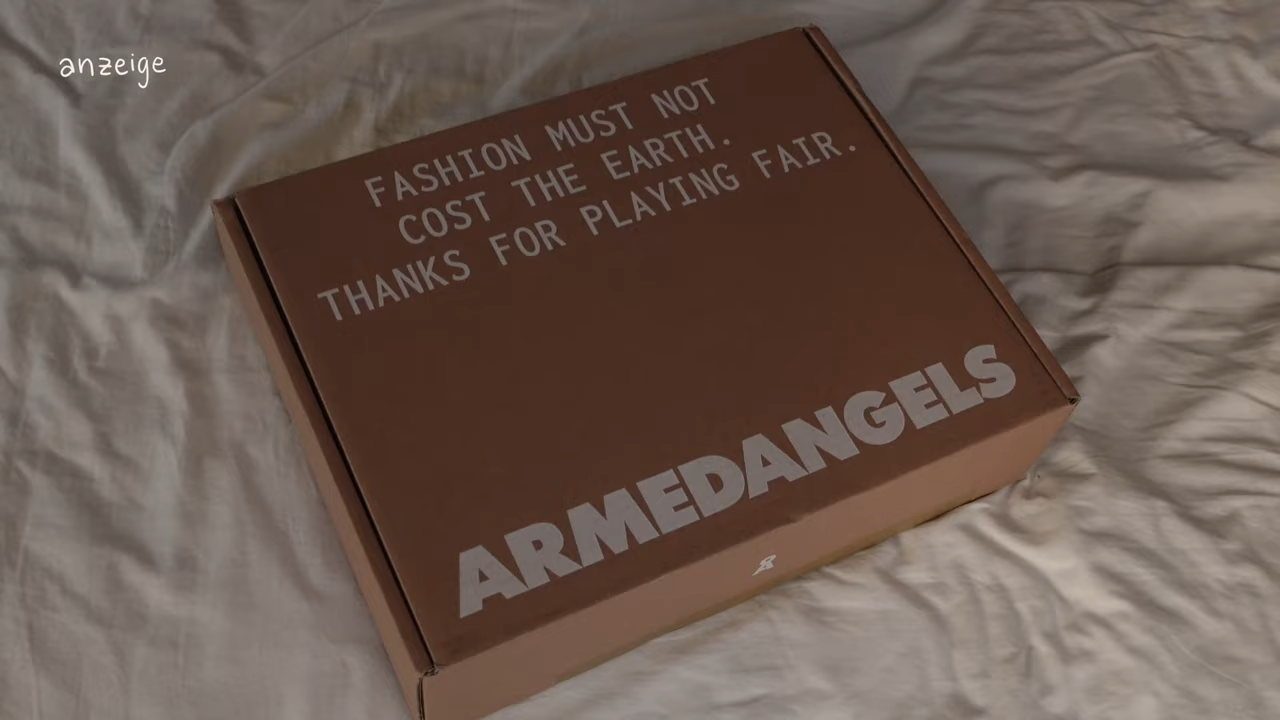 anzeige
FASHION MUST NOT
COST THE EARTH.
THANKS FOR PLAYING FAIR.
ARMEDANGELS